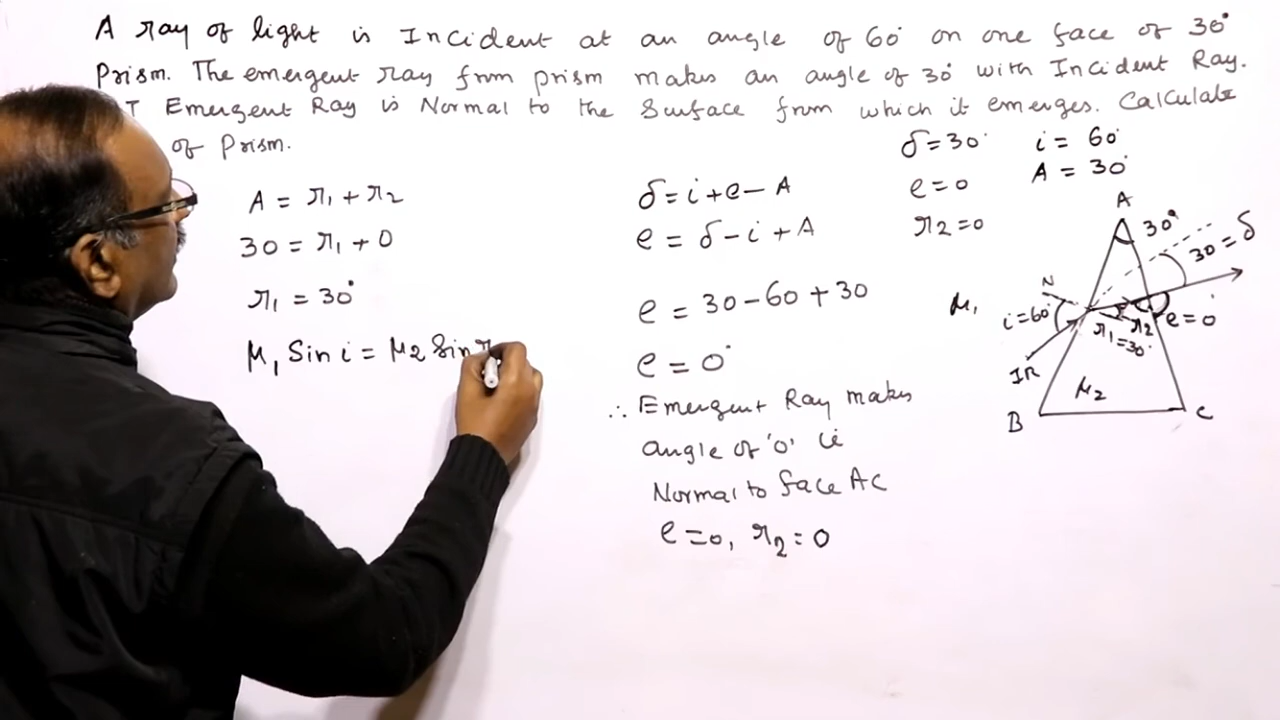 A ray of light is Incident at an angle of 60° on one face of 30°
Prism. The emergent ray from prism makes an angle of 30° with Incident Ray.
T Emergent Ray is Normal to the Surface from which it emerges. Calculate
of Prism.
A = r₁ + r₂
30 = r₁ + 0
r₁ = 30°
μ₁ Sin i = μ₂ Sin r
δ = i + e - A
e = δ - i + A
e = 30 - 60 + 30
e = 0°
∴ Emergent Ray makes
angle of '0' ie
Normal to face AC
e = 0, r₂ = 0
δ = 30° i = 60°
e = 0 A = 30°
r₂ = 0
A
30°
30 = δ
N
μ₁
i = 60°
r₁ = 30°
r₂
e = 0°
IR
μ₂
B
C